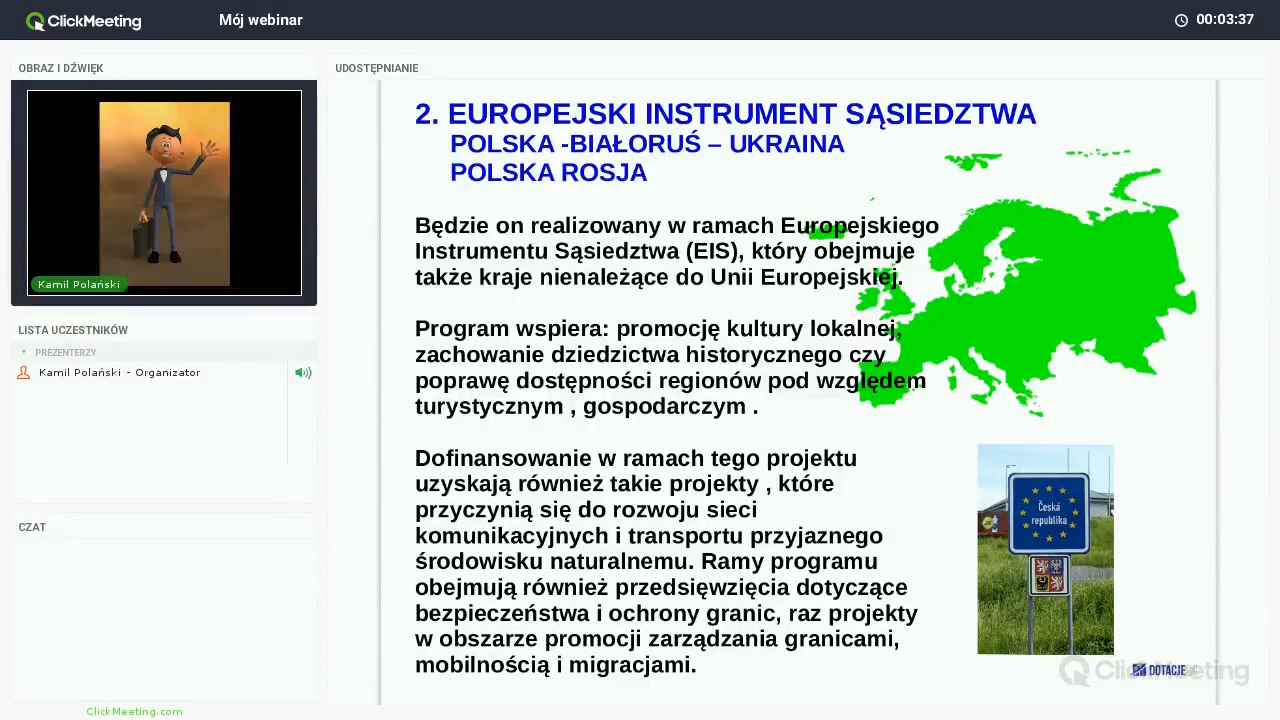 ClickMeeting
Mój webinar
00:03:37
OBRAZ I DŹWIĘK
Kamil Polański
LISTA UCZESTNIKÓW
PREZENTERZY
Kamil Polański - Organizator
CZAT
ClickMeeting.com
UDOSTĘPNIANIE
2. EUROPEJSKI INSTRUMENT SĄSIEDZTWA
POLSKA -BIAŁORUŚ – UKRAINA
POLSKA ROSJA
Będzie on realizowany w ramach Europejskiego
Instrumentu Sąsiedztwa (EIS), który obejmuje
także kraje nienależące do Unii Europejskiej.
Program wspiera: promocję kultury lokalnej,
zachowanie dziedzictwa historycznego czy
poprawę dostępności regionów pod względem
turystycznym , gospodarczym .
Dofinansowanie w ramach tego projektu
uzyskają również takie projekty , które
przyczynią się do rozwoju sieci
komunikacyjnych i transportu przyjaznego
środowisku naturalnemu. Ramy programu
obejmują również przedsięwzięcia dotyczące
bezpieczeństwa i ochrony granic, raz projekty
w obszarze promocji zarządzania granicami,
mobilnością i migracjami.
Česká
republika
DOTACJE
ClickMeeting